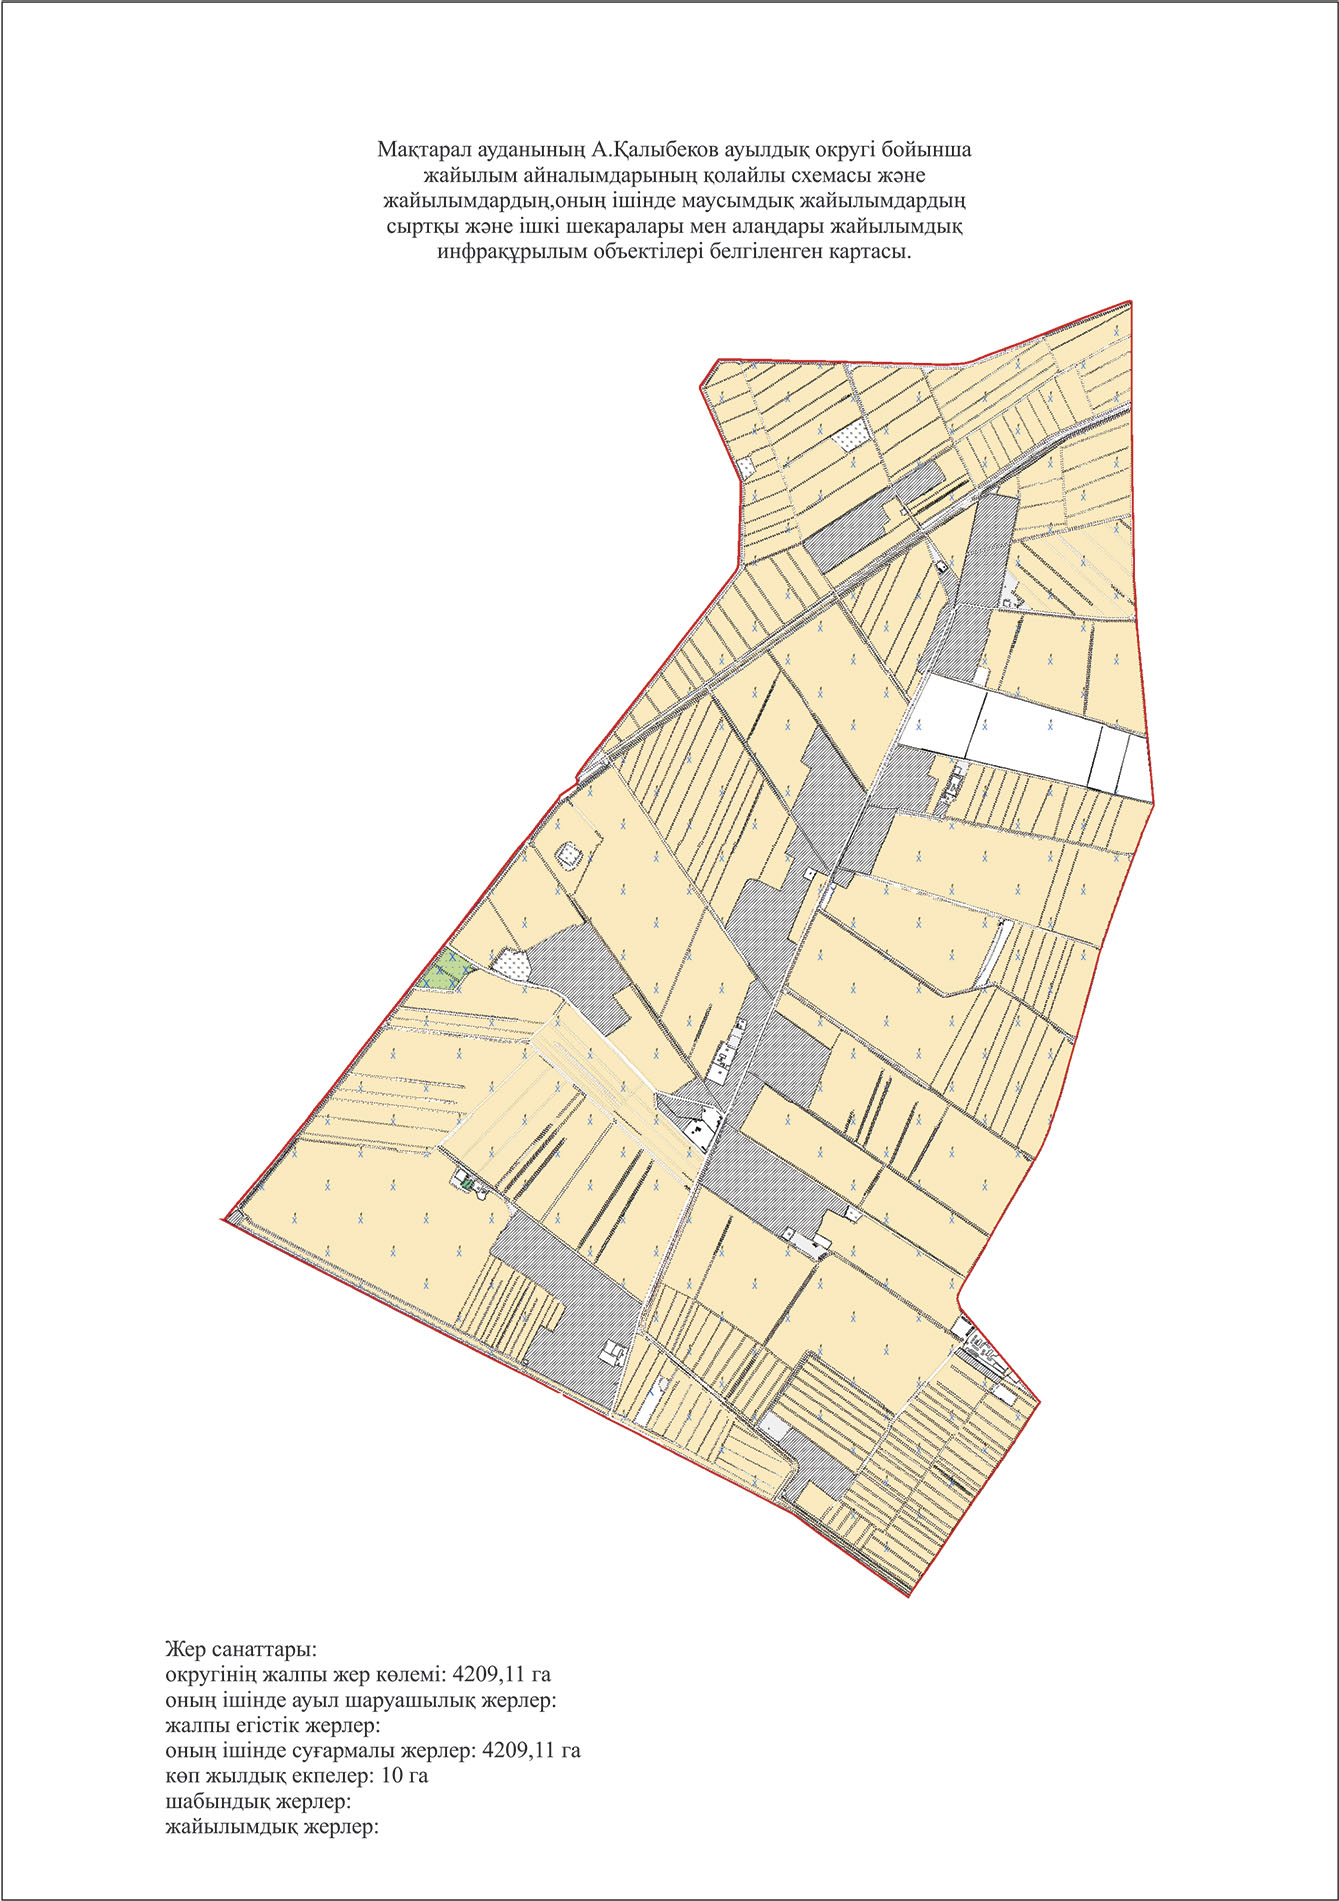 Мақтарал ауданының А.Қалыбеков ауылдық округі бойынша
жайылым айналымдарының қолайлы схемасы және
жайылымдардың,оның ішінде маусымдық жайылымдардың
сыртқы және ішкі шекаралары мен алаңдары жайылымдық
инфрақұрылым объектілері белгіленген картасы.
Жер санаттары:
округінің жалпы жер көлемі: 4209,11 га
оның ішінде ауыл шаруашылық жерлер:
жалпы егістік жерлер:
оның ішінде суғармалы жерлер: 4209,11 га
көп жылдық екпелер: 10 га
шабындық жерлер:
жайылымдық жерлер: